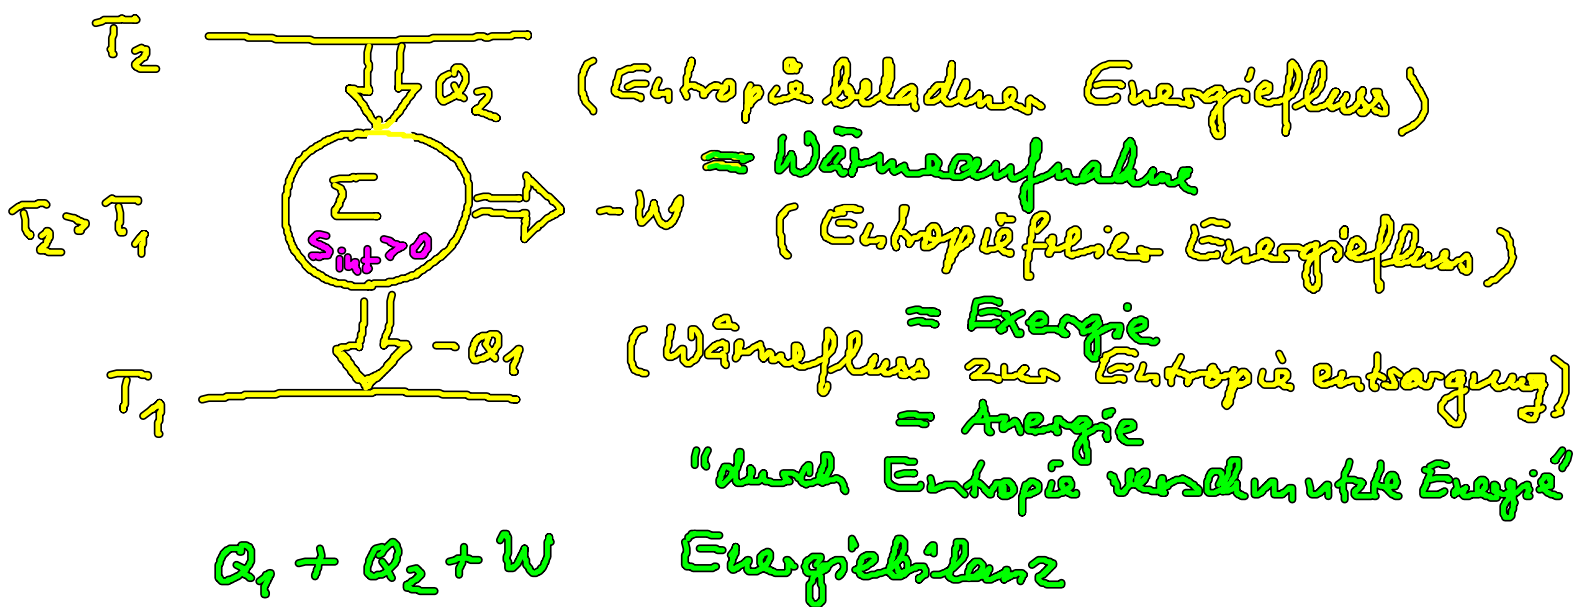 T₂
Q₂ (Entropie beladener Energiefluss)
= Wärmeaufnahme
T₂ > T₁ Σ -W (Entropiefreier Energiefluss)
S_int > 0
= Exergie
-Q₁ (Wärmefluss zur Entropie entsorgung)
T₁
= Anergie
"durch Entropie verschmutzte Energie"
Q₁ + Q₂ + W Energiebilanz